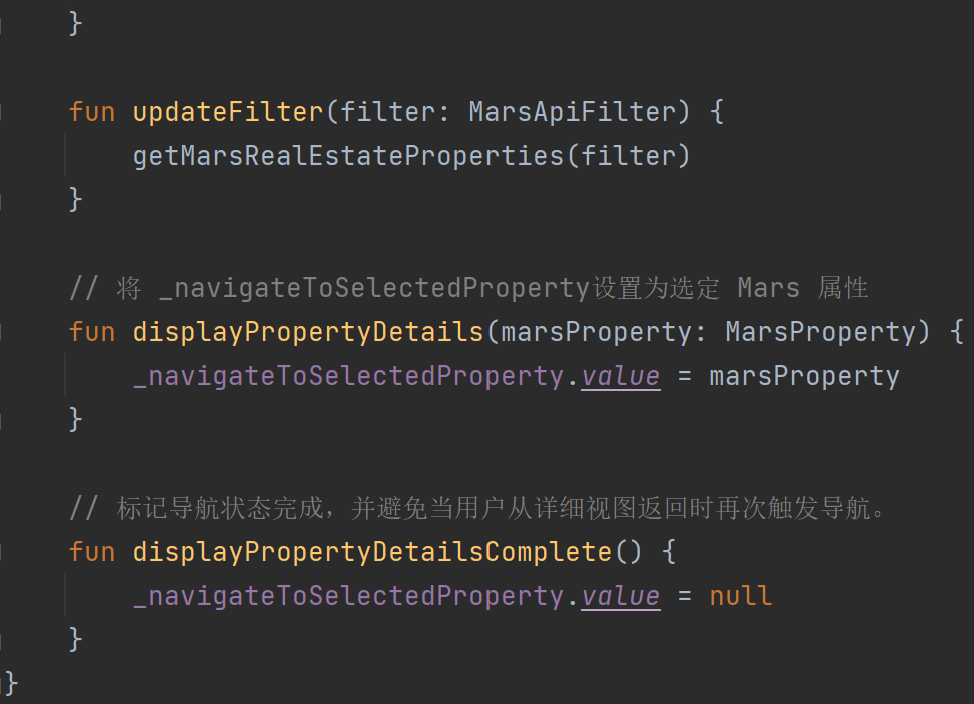 }
fun updateFilter(filter: MarsApiFilter) {
getMarsRealEstateProperties(filter)
}
// 将 _navigateToSelectedProperty设置为选定 Mars 属性
fun displayPropertyDetails(marsProperty: MarsProperty) {
_navigateToSelectedProperty.value = marsProperty
}
// 标记导航状态完成，并避免当用户从详细视图返回时再次触发导航。
fun displayPropertyDetailsComplete() {
_navigateToSelectedProperty.value = null
}
}